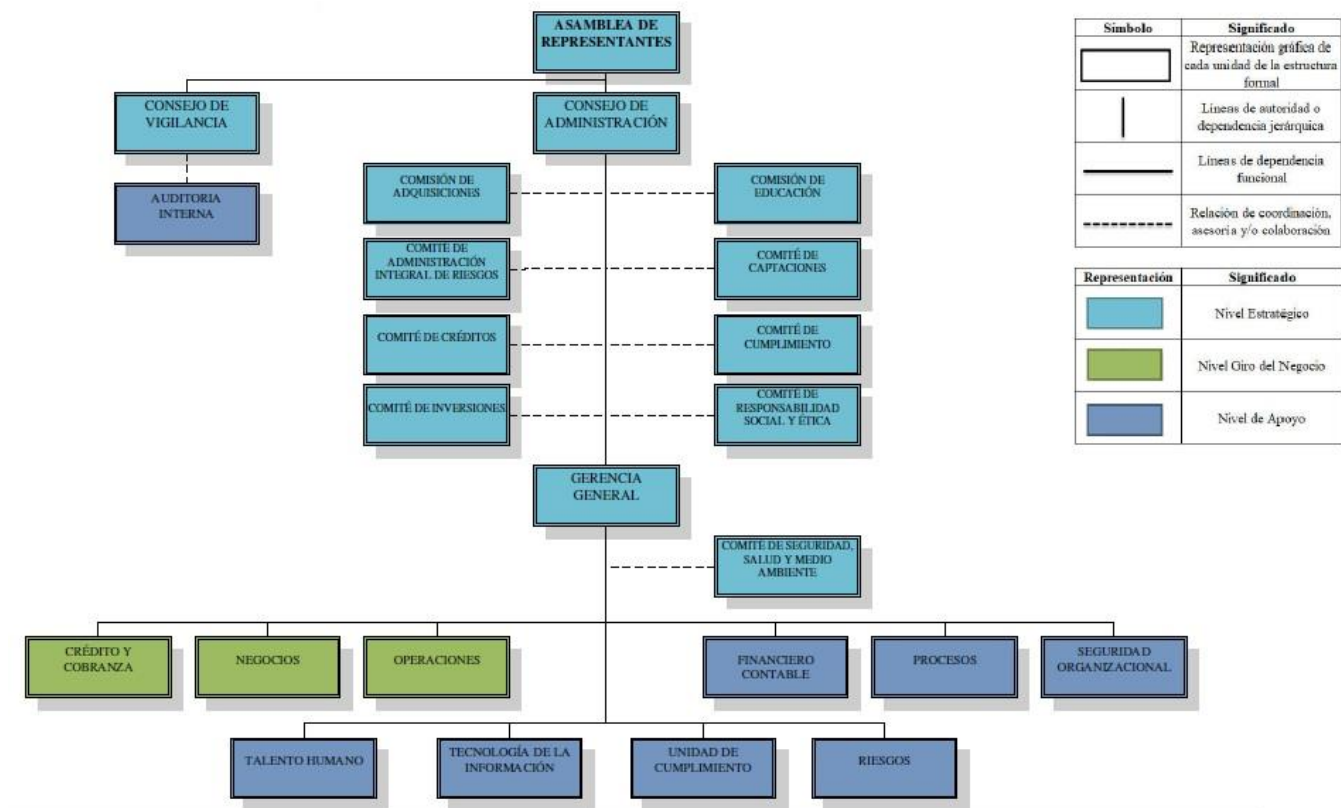 ASAMBLEA DE
REPRESENTANTES
CONSEJO DE
VIGILANCIA
CONSEJO DE
ADMINISTRACIÓN
AUDITORIA
INTERNA
COMISIÓN DE
ADQUISICIONES
COMISIÓN DE
EDUCACIÓN
COMITÉ DE
ADMINISTRACIÓN
INTEGRAL DE RIESGOS
COMITÉ DE
CAPTACIONES
COMITÉ DE CRÉDITOS
COMITÉ DE
CUMPLIMIENTO
COMITÉ DE INVERSIONES
COMITÉ DE
RESPONSABILIDAD
SOCIAL Y ÉTICA
GERENCIA
GENERAL
COMITÉ DE SEGURIDAD,
SALUD Y MEDIO
AMBIENTE
CRÉDITO Y
COBRANZA
NEGOCIOS
OPERACIONES
FINANCIERO
CONTABLE
PROCESOS
SEGURIDAD
ORGANIZACIONAL
TALENTO HUMANO
TECNOLOGÍA DE LA
INFORMACIÓN
UNIDAD DE
CUMPLIMIENTO
RIESGOS
Símbolo Significado
Representación gráfica de
cada unidad de la estructura
formal
Líneas de autoridad o
dependencia jerárquica
Líneas de dependencia
funcional
Relación de coordinación,
asesoria y/o colaboración
Representación Significado
Nivel Estratégico
Nivel Giro del Negocio
Nivel de Apoyo